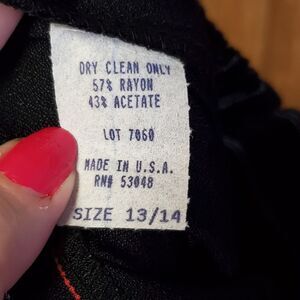 DRY CLEAN ONLY
57% RAYON
43% ACETATE
LOT 7060
MADE IN U.S.A.
RN# 53048
SIZE 13/14